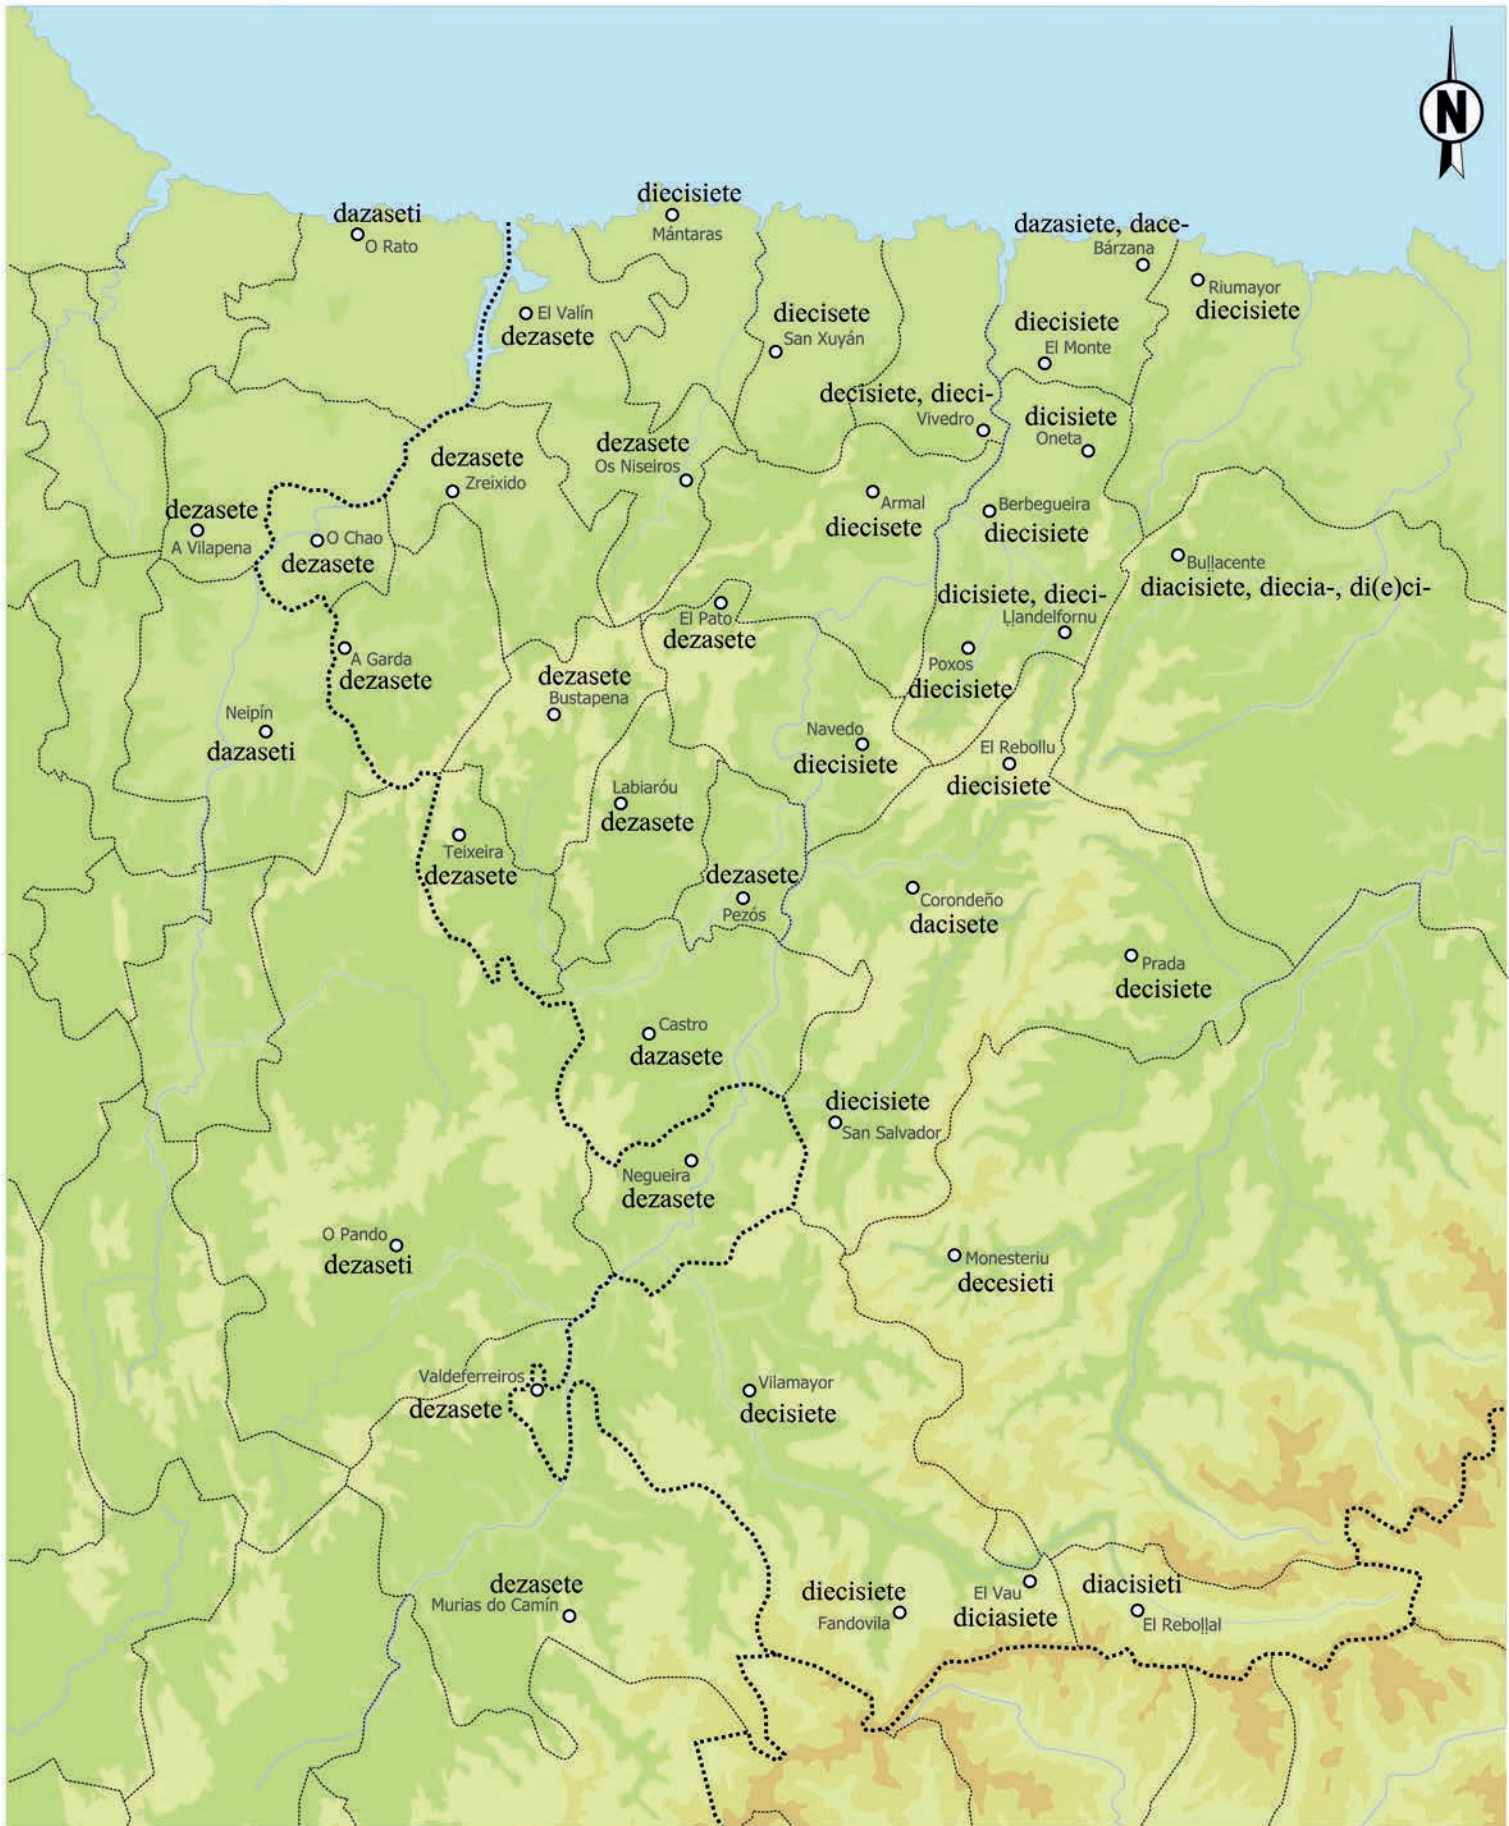 N
diecisiete
Mántaras
dazaseti
O Rato
dazasiete, dace-
Bárzana
Riumayor
diecisiete
El Valín
dezasete
diecisete
San Xuyán
diecisiete
El Monte
decisiete, dieci-
Vivedro
dicisiete
Oneta
dezasete
Os Niseiros
dezasete
Zreixido
dezasete
A Vilapena
O Chao
dezasete
Armal
diecisete
Berbegueira
diecisiete
Buḷḷacente
diacisiete, diecia-, di(e)ci-
dicisiete, dieci-
Ḷḷandelfornu
El Pato
dezasete
A Garda
dezasete
Poxos
diecisiete
dezasete
Bustapena
Neipín
dazaseti
Navedo
diecisiete
El Rebollu
diecisiete
Labiaróu
dezasete
Teixeira
dezasete
dezasete
Pezós
Corondeño
dacisete
Prada
decisiete
Castro
dazasete
diecisiete
San Salvador
Negueira
dezasete
O Pando
dezaseti
Monesteriu
decesieti
Valdeferreiros
dezasete
Vilamayor
decisiete
dezasete
Murias do Camín
diecisiete
Fandovila
El Vau
diciasiete
diacisieti
El Reboḷḷal